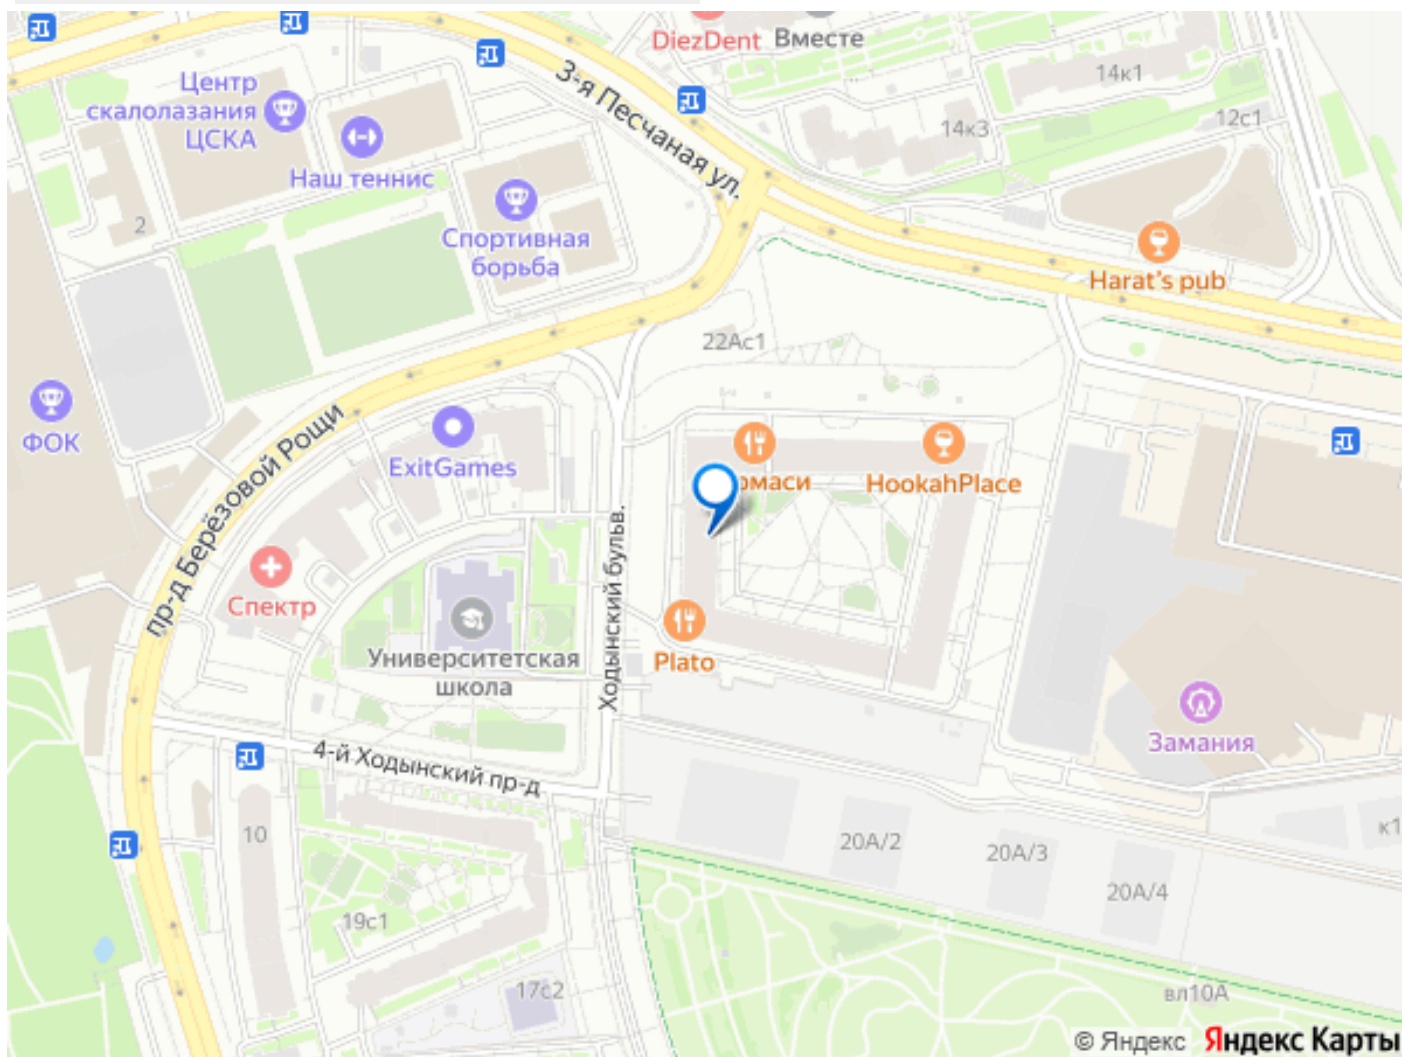 DiezDent
Вместе
Центр
скалолазания
ЦСКА
3-я Песчаная ул.
14к1
14к3
12с1
Наш теннис
2
Спортивная
борьба
Harat's pub
22Ас1
ФОК
пр-д Берёзовой Рощи
ExitGames
омаси
HookahPlace
Ходынский бульв.
Спектр
Университетская
школа
Plato
Замания
4-й Ходынский пр-д
10
20А/2
20А/3
20А/4
к1
19с1
17с2
вл10А
© Яндекс Яндекс Карты